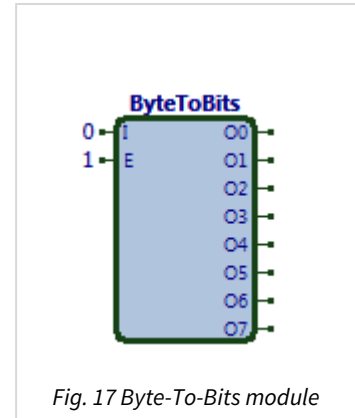 ByteToBits
0 I O0
1 E O1
O2
O3
O4
O5
O6
O7
Fig. 17 Byte-To-Bits module